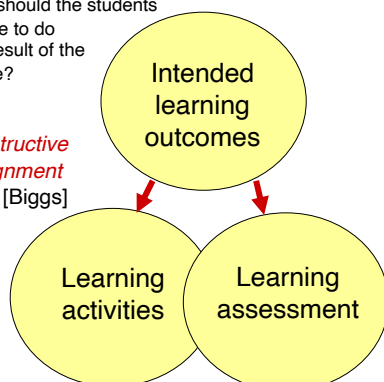 should the students
e to do
esult of the
e?
Intended
learning
outcomes
structive
gnment
[Biggs]
Learning
activities
Learning
assessment